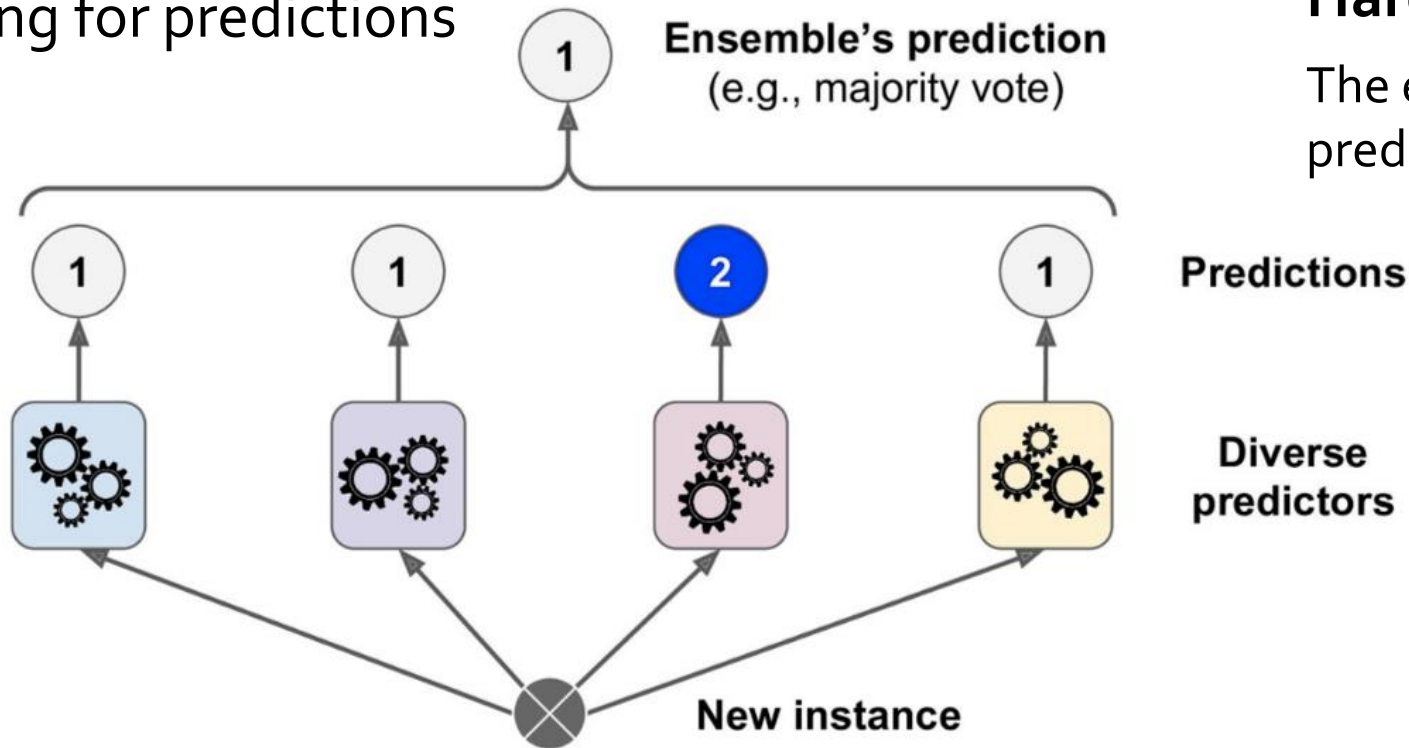 ng for predictions
1
Ensemble’s prediction
(e.g., majority vote)
The
pred
1
1
2
1
Predictions
Diverse
predictors
New instance